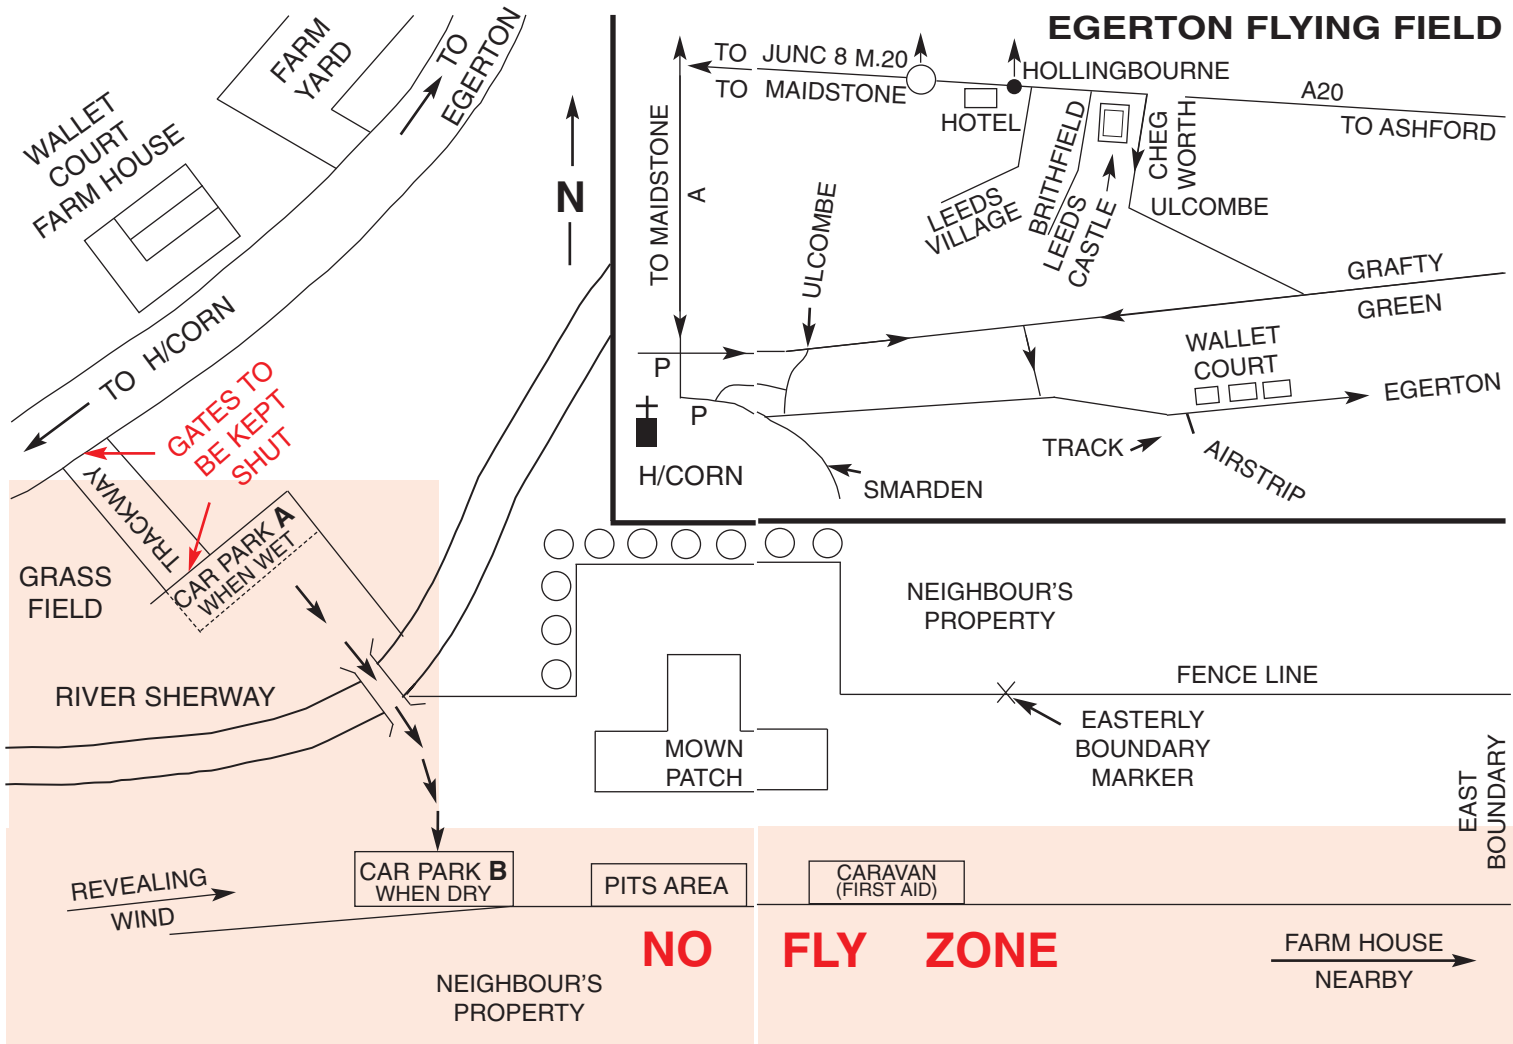 EGERTON FLYING FIELD
FARM
YARD
TO
EGERTON
WALLET
COURT
FARM HOUSE
TO H/CORN
GATES TO
BE KEPT
SHUT
TRACKWAY
CAR PARK A
WHEN WET
GRASS
FIELD
RIVER SHERWAY
N
TO JUNC 8 M.20
TO MAIDSTONE
HOLLINGBOURNE
HOTEL
A20
TO ASHFORD
TO MAIDSTONE
A
ULCOMBE
LEEDS
VILLAGE
BRITHFIELD
LEEDS
CASTLE
CHEG
WORTH
ULCOMBE
GRAFTY
GREEN
WALLET
COURT
EGERTON
P
P
H/CORN
SMARDEN
TRACK
AIRSTRIP
NEIGHBOUR'S
PROPERTY
FENCE LINE
EASTERLY
BOUNDARY
MARKER
EAST
BOUNDARY
MOWN
PATCH
REVEALING
WIND
CAR PARK B
WHEN DRY
PITS AREA
CARAVAN
(FIRST AID)
NO FLY ZONE
FARM HOUSE
NEARBY
NEIGHBOUR'S
PROPERTY